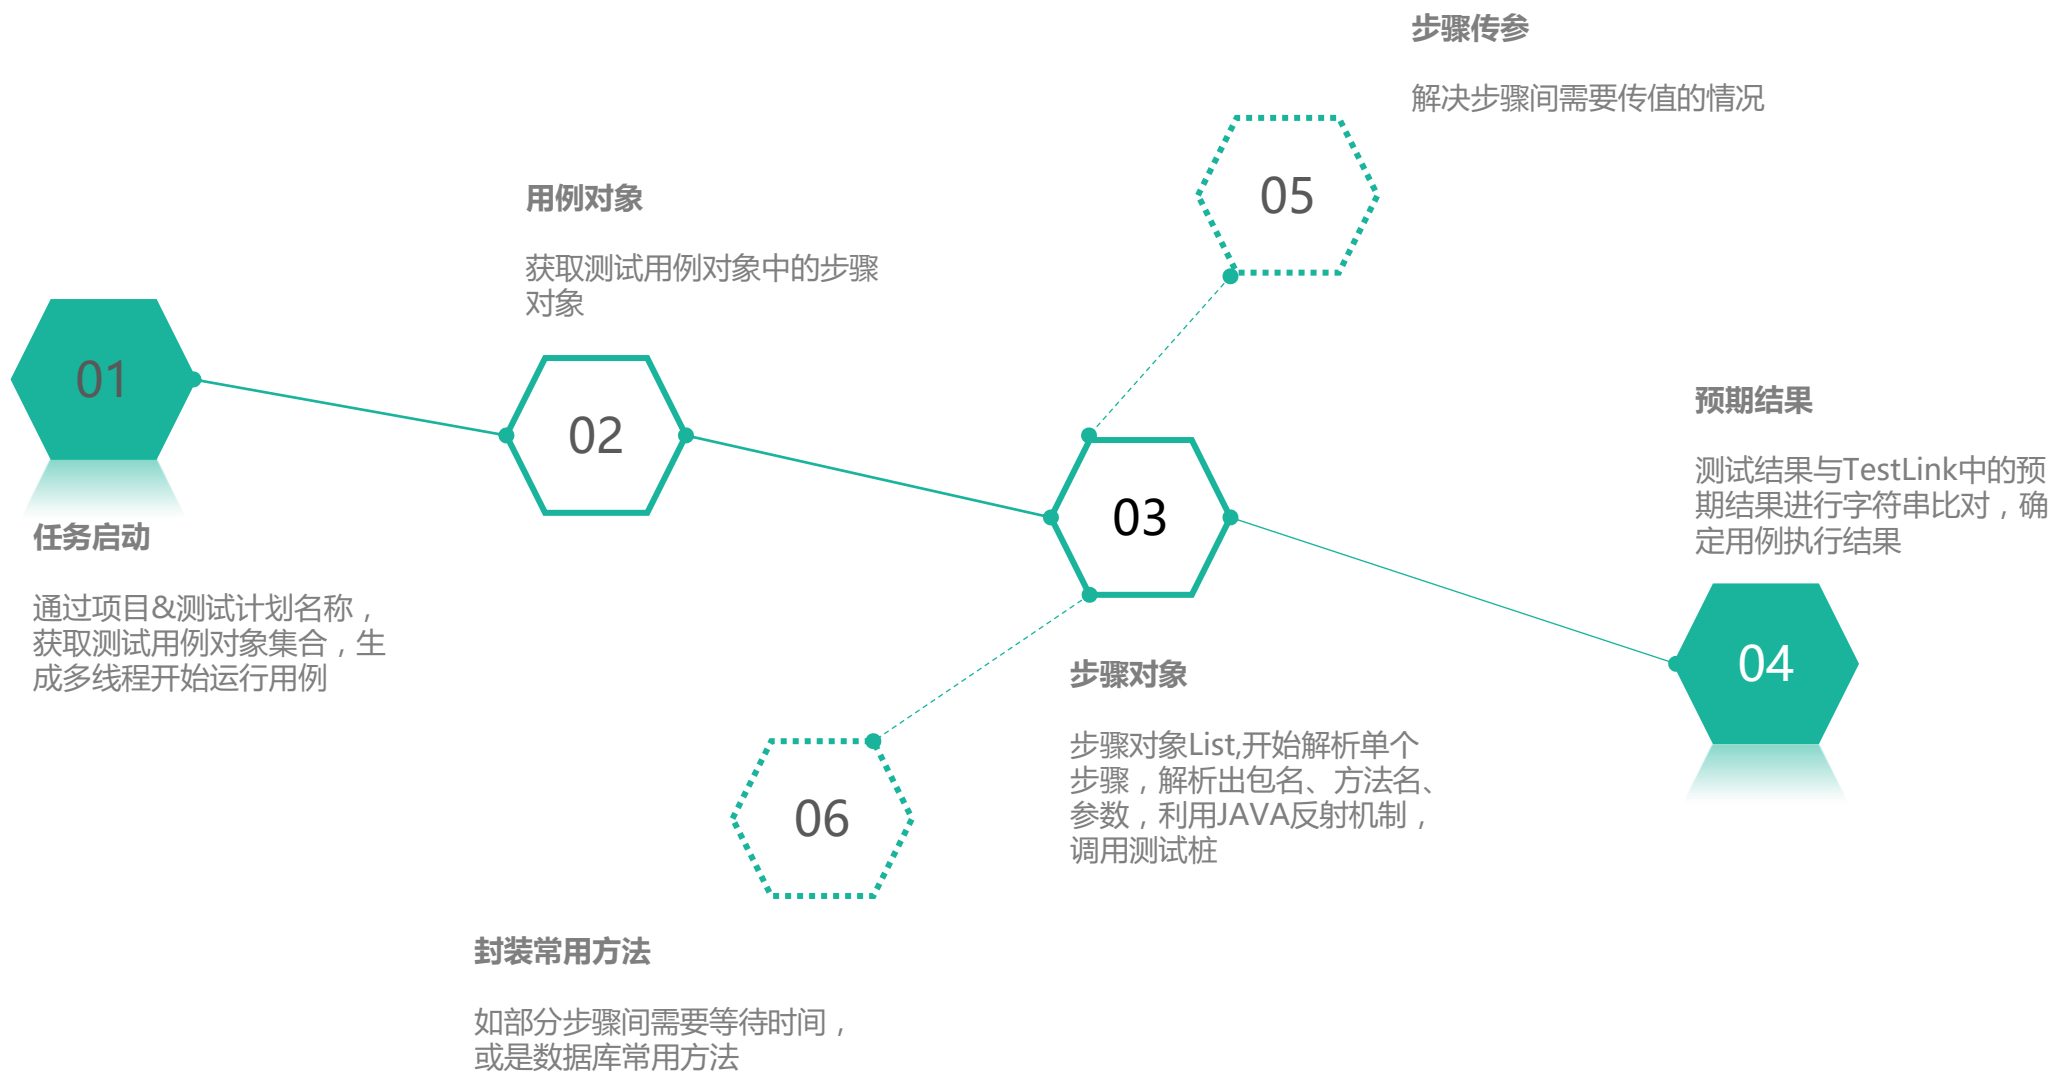 01
任务启动
通过项目&测试计划名称，
获取测试用例对象集合，生
成多线程开始运行用例
用例对象
获取测试用例对象中的步骤
对象
02
03
步骤对象
步骤对象List,开始解析单个
步骤，解析出包名、方法名、
参数，利用JAVA反射机制，
调用测试桩
预期结果
测试结果与TestLink中的预
期结果进行字符串比对，确
定用例执行结果
04
步骤传参
解决步骤间需要传值的情况
05
06
封装常用方法
如部分步骤间需要等待时间，
或是数据库常用方法